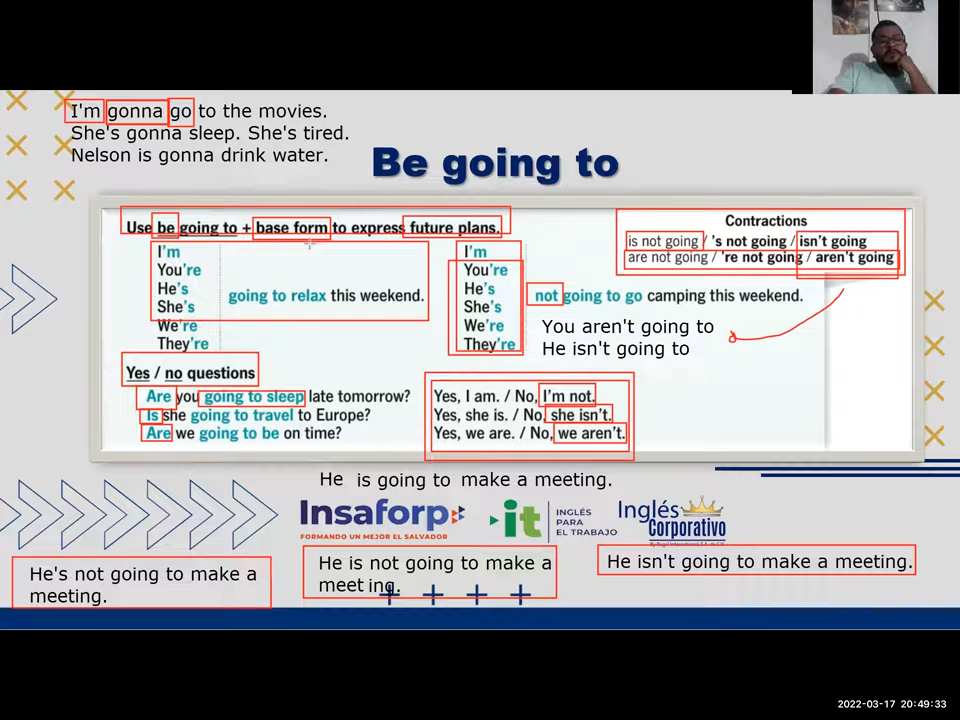 I'm gonna go to the movies.
She's gonna sleep. She's tired.
Nelson is gonna drink water.
Be going to
Use be going to + base form to express future plans.
I'm
You're
He's
She's
We're
They're
going to relax this weekend.
I'm
You're
He's
She's
We're
They're
not going to go camping this weekend.
Contractions
is not going / 's not going / isn't going
are not going / 're not going / aren't going
You aren't going to
He isn't going to
Yes / no questions
Are you going to sleep late tomorrow?
Is she going to travel to Europe?
Are we going to be on time?
Yes, I am. / No, I'm not.
Yes, she is. / No, she isn't.
Yes, we are. / No, we aren't.
He is going to make a meeting.
Insaforp
FORMANDO UN MEJOR EL SALVADOR
it
INGLÉS
PARA
EL TRABAJO
Inglés
Corporativo
He's not going to make a
meeting.
He is not going to make a
meeting.
He isn't going to make a meeting.
2022-03-17 20:49:33